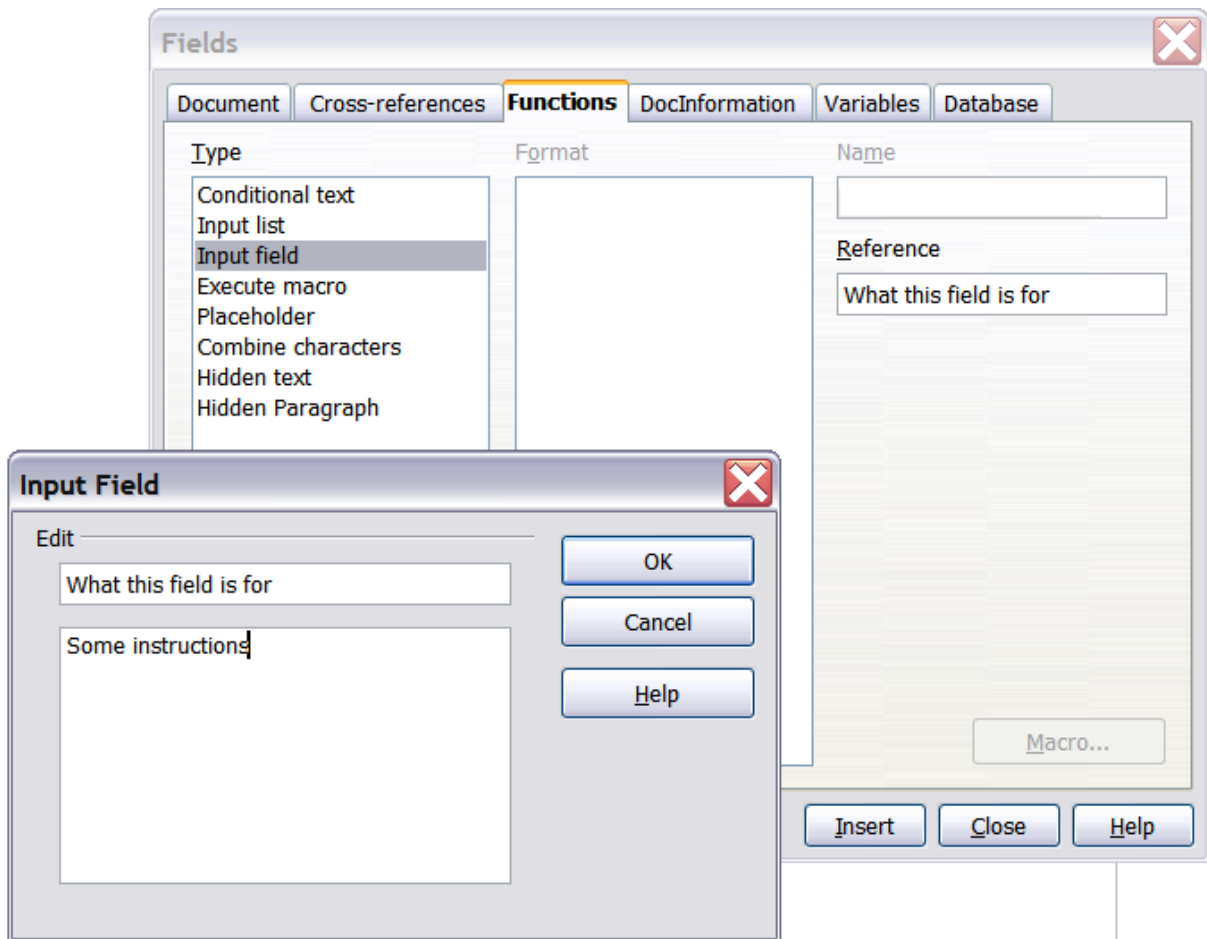 Fields
Document Cross-references Functions DocInformation Variables Database
Type Format Name
Conditional text
Input list
Input field
Reference
Execute macro
What this field is for
Placeholder
Combine characters
Hidden text
Hidden Paragraph
Input Field
Edit
OK
What this field is for
Cancel
Some instructions
Help
Macro...
Insert Close Help